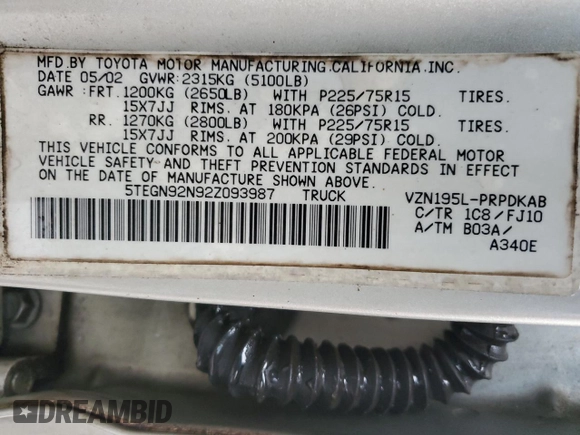 MFD.BY TOYOTA MOTOR MANUFACTURING.CALIFORNIA.INC.
DATE 05/02 GVWR:2315KG (5100LB)
GAWR : FRT. 1200KG (2650LB) WITH P225/75R15 TIRES.
15X7JJ RIMS. AT 180KPA (26PSI) COLD.
RR. 1270KG (2800LB) WITH P225/75R15 TIRES.
15X7JJ RIMS. AT 200KPA (29PSI) COLD.
THIS VEHICLE CONFORMS TO ALL APPLICABLE FEDERAL MOTOR
VEHICLE SAFETY AND THEFT PREVENTION STANDARDS IN EFFECT
ON THE DATE OF MANUFACTURE SHOWN ABOVE.
5TEGN92N92Z093987 TRUCK VZN195L-PRPDKAB
C/TR 1C8/FJ10
A/TM B03A/
A340E
DREAMBID